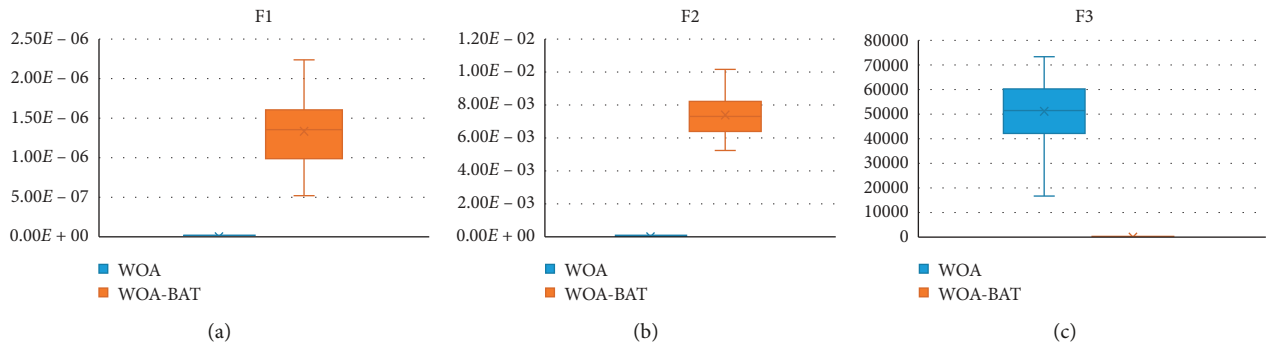 F1
2.50E – 06
2.00E – 06
1.50E – 06
1.00E – 06
5.00E – 07
0.00E + 00
WOA
WOA-BAT
(a)
F2
1.20E – 02
1.00E – 02
8.00E – 03
6.00E – 03
4.00E – 03
2.00E – 03
0.00E + 00
WOA
WOA-BAT
(b)
F3
80000
70000
60000
50000
40000
30000
20000
10000
0
WOA
WOA-BAT
(c)